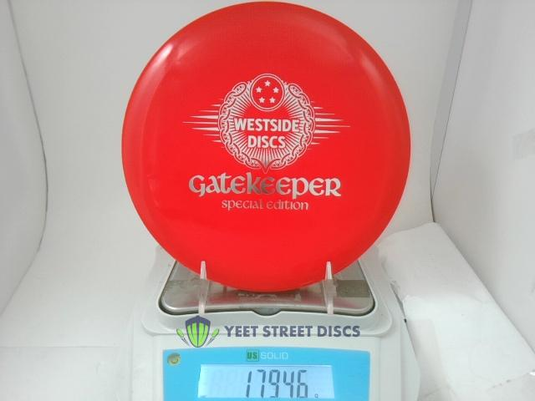 WESTSIDE
DISCS
GATEKEEPER
SPECIAL EDITION
YEET STREET DISCS
US SOLID
179.46 g